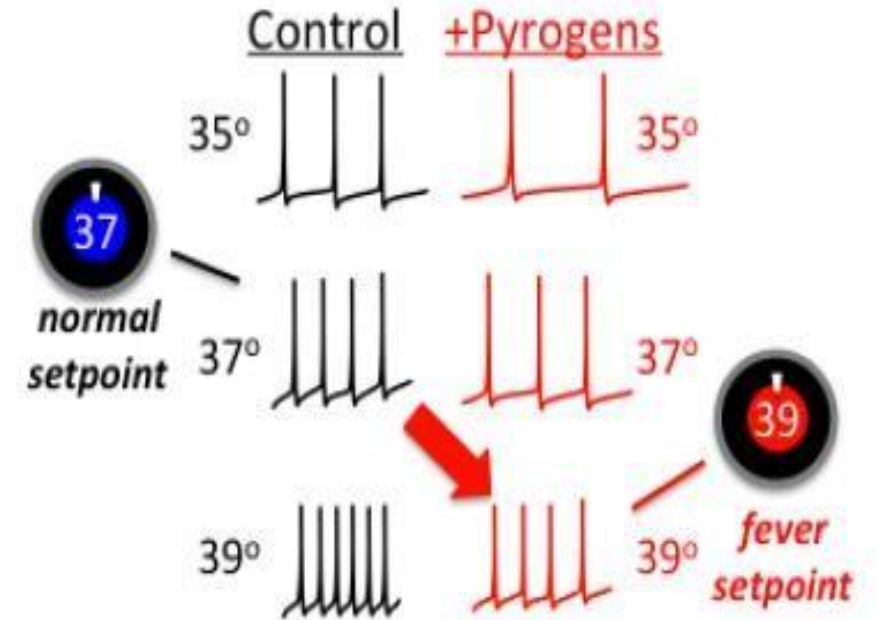 Control +Pyrogens
35º 35º
37
normal
setpoint
37º 37º
39
39º 39º
fever
setpoint